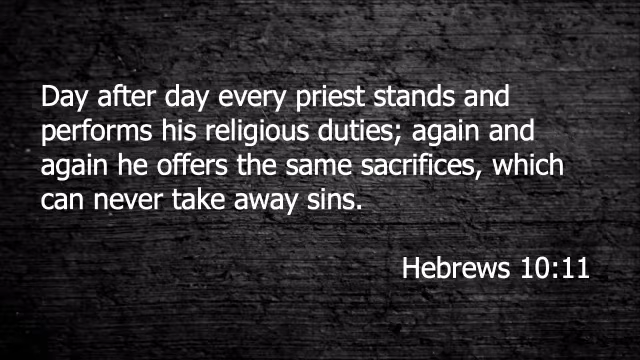 Day after day every priest stands and
performs his religious duties; again and
again he offers the same sacrifices, which
can never take away sins.
Hebrews 10:11